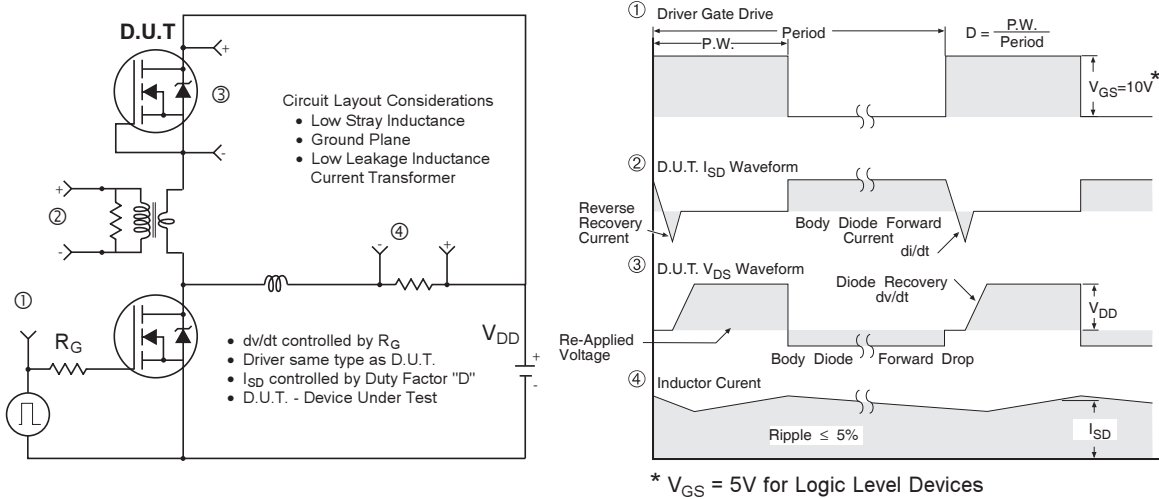 D.U.T
+
③
-
Circuit Layout Considerations
• Low Stray Inductance
• Ground Plane
• Low Leakage Inductance
Current Transformer
+
②
-
④
-
+
①
R_G
• dv/dt controlled by R_G
• Driver same type as D.U.T.
• I_SD controlled by Duty Factor "D"
• D.U.T. - Device Under Test
V_DD
+
-
① Driver Gate Drive
P.W.
Period
D = P.W. / Period
V_GS=10V *
② D.U.T. I_SD Waveform
Reverse
Recovery
Current
Body Diode Forward
Current
di/dt
③ D.U.T. V_DS Waveform
Diode Recovery
dv/dt
V_DD
Re-Applied
Voltage
Body Diode Forward Drop
④ Inductor Curent
Ripple ≤ 5%
I_SD
* V_GS = 5V for Logic Level Devices